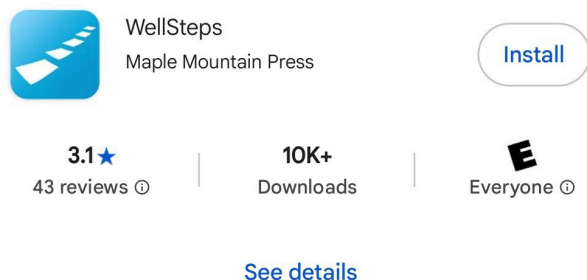 WellSteps
Maple Mountain Press
Install
3.1★
10K+
E
43 reviews ⓘ
Downloads
Everyone ⓘ
See details